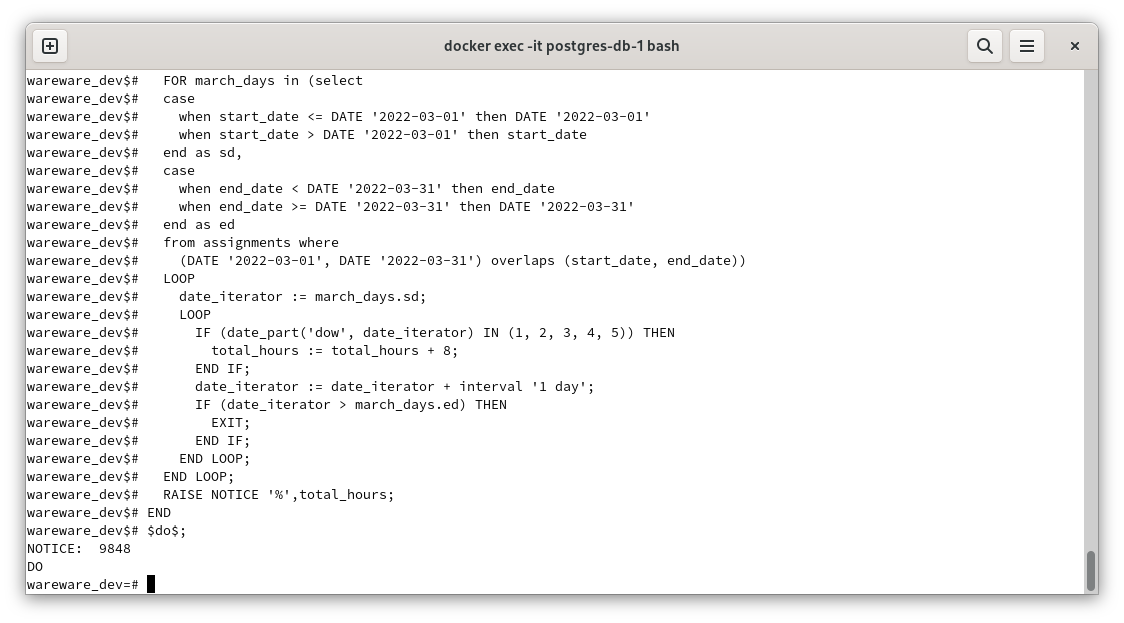 docker exec -it postgres-db-1 bash
wareware_dev$#   FOR march_days in (select
wareware_dev$#   case
wareware_dev$#     when start_date <= DATE '2022-03-01' then DATE '2022-03-01'
wareware_dev$#     when start_date > DATE '2022-03-01' then start_date
wareware_dev$#   end as sd,
wareware_dev$#   case
wareware_dev$#     when end_date < DATE '2022-03-31' then end_date
wareware_dev$#     when end_date >= DATE '2022-03-31' then DATE '2022-03-31'
wareware_dev$#   end as ed
wareware_dev$#   from assignments where
wareware_dev$#     (DATE '2022-03-01', DATE '2022-03-31') overlaps (start_date, end_date))
wareware_dev$#   LOOP
wareware_dev$#     date_iterator := march_days.sd;
wareware_dev$#     LOOP
wareware_dev$#       IF (date_part('dow', date_iterator) IN (1, 2, 3, 4, 5)) THEN
wareware_dev$#         total_hours := total_hours + 8;
wareware_dev$#       END IF;
wareware_dev$#       date_iterator := date_iterator + interval '1 day';
wareware_dev$#       IF (date_iterator > march_days.ed) THEN
wareware_dev$#         EXIT;
wareware_dev$#       END IF;
wareware_dev$#     END LOOP;
wareware_dev$#   END LOOP;
wareware_dev$#   RAISE NOTICE '%',total_hours;
wareware_dev$# END
wareware_dev$# $do$;
NOTICE:  9848
DO
wareware_dev=#